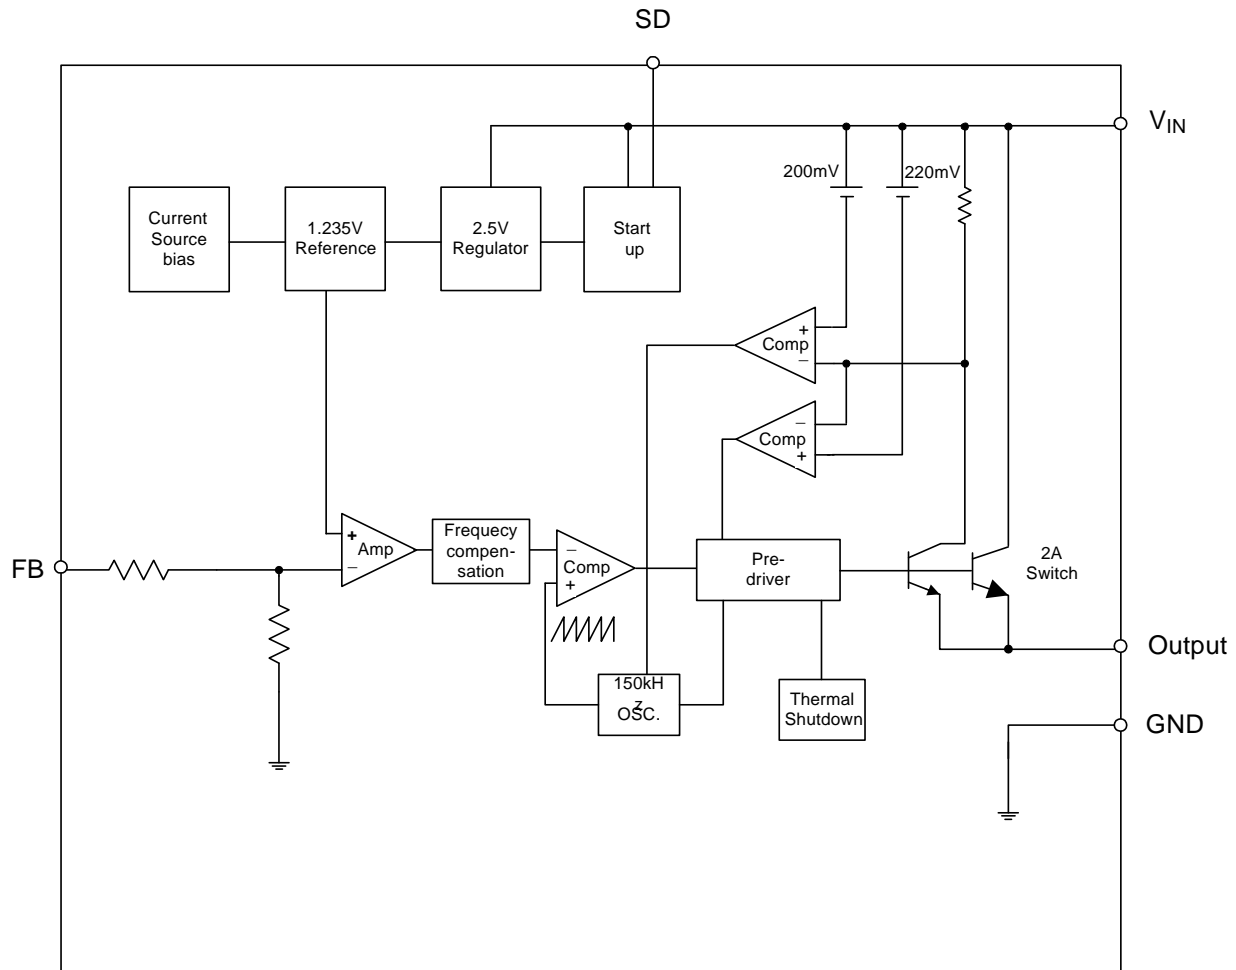 SD
V_IN
200mV
220mV
Current
Source
bias
1.235V
Reference
2.5V
Regulator
Start
up
+
Comp
−
−
Comp
+
FB
+
Amp
−
Frequecy
compen-
sation
−
Comp
+
Pre-
driver
2A
Switch
Output
150kH
z
OSC.
Thermal
Shutdown
GND